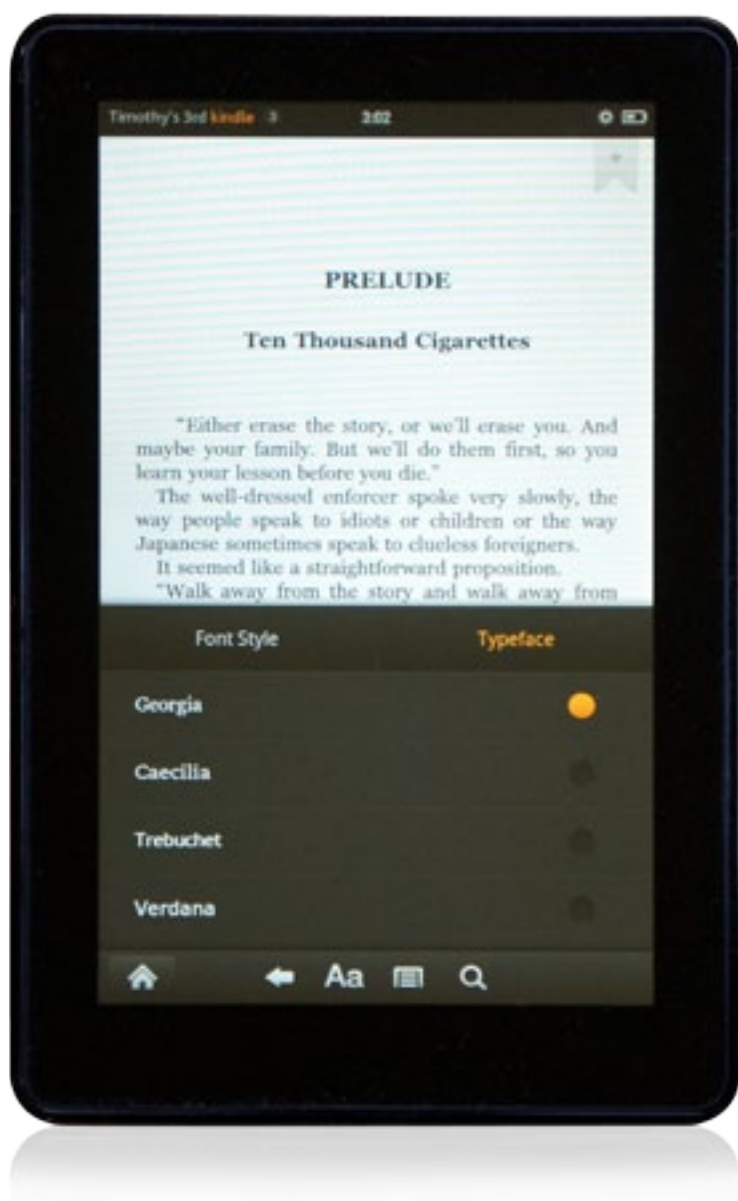 Timothy's 3rd kindle 3 2:02
PRELUDE
Ten Thousand Cigarettes
"Either erase the story, or we'll erase you. And
maybe your family. But we'll do them first, so you
learn your lesson before you die."
The well-dressed enforcer spoke very slowly, the
way people speak to idiots or children or the way
Japanese sometimes speak to clueless foreigners.
It seemed like a straightforward proposition.
"Walk away from the story and walk away from
Font Style Typeface
Georgia
Caecilia
Trebuchet
Verdana
Aa